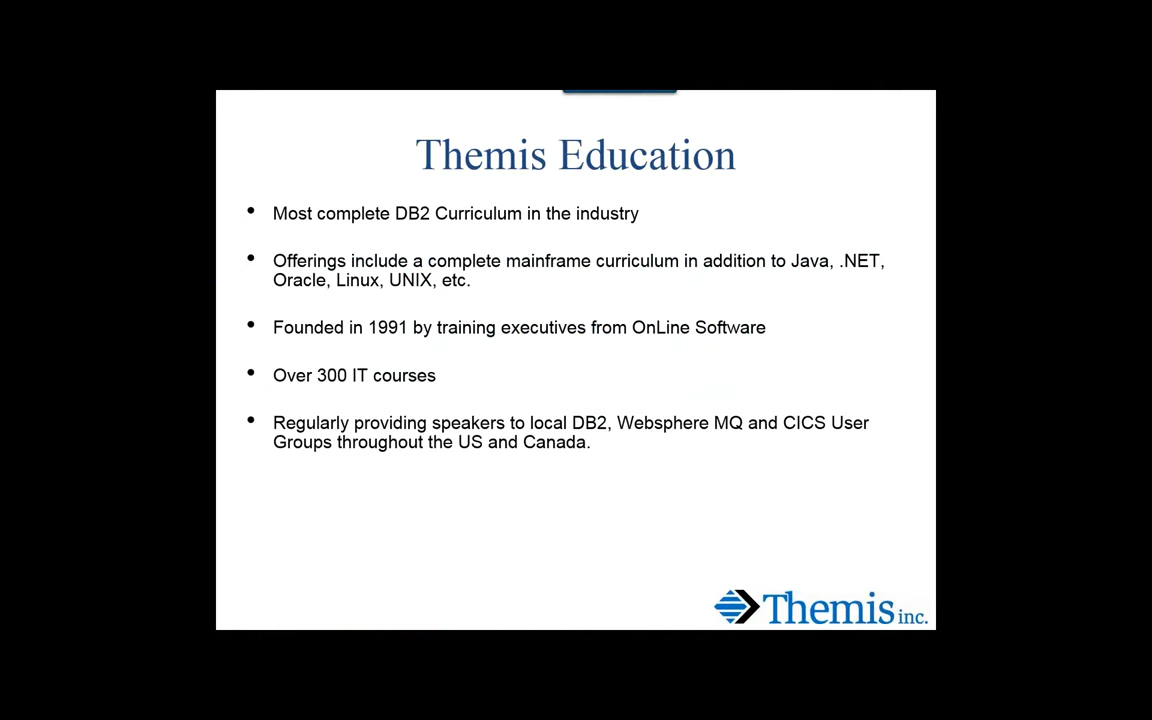 Themis Education
• Most complete DB2 Curriculum in the industry
• Offerings include a complete mainframe curriculum in addition to Java, .NET,
Oracle, Linux, UNIX, etc.
• Founded in 1991 by training executives from OnLine Software
• Over 300 IT courses
• Regularly providing speakers to local DB2, Websphere MQ and CICS User
Groups throughout the US and Canada.
Themis inc.